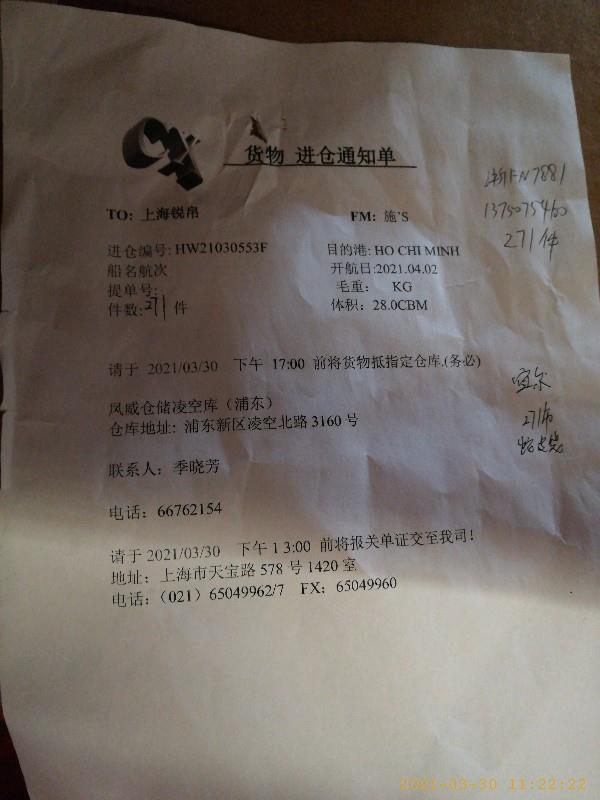 货物 进仓通知单
TO: 上海锐帛 FM: 施'S
进仓编号: HW21030553F 目的港: HO CHI MINH
船名航次 开航日:2021.04.02
提单号: 毛重: KG
件数:271 件 体积: 28.0CBM
浙FN7881
271件
请于 2021/03/30 下午 17:00 前将货物抵指定仓库.(务必)
凤威仓储凌空库（浦东）
仓库地址: 浦东新区凌空北路 3160 号
联系人: 季晓芳
电话: 66762154
请于 2021/03/30 下午 1 3:00 前将报关单证交至我司!
地址: 上海市天宝路 578 号 1420 室
电话:（021）65049962/7 FX: 65049960
2021-03-30 11:22:22